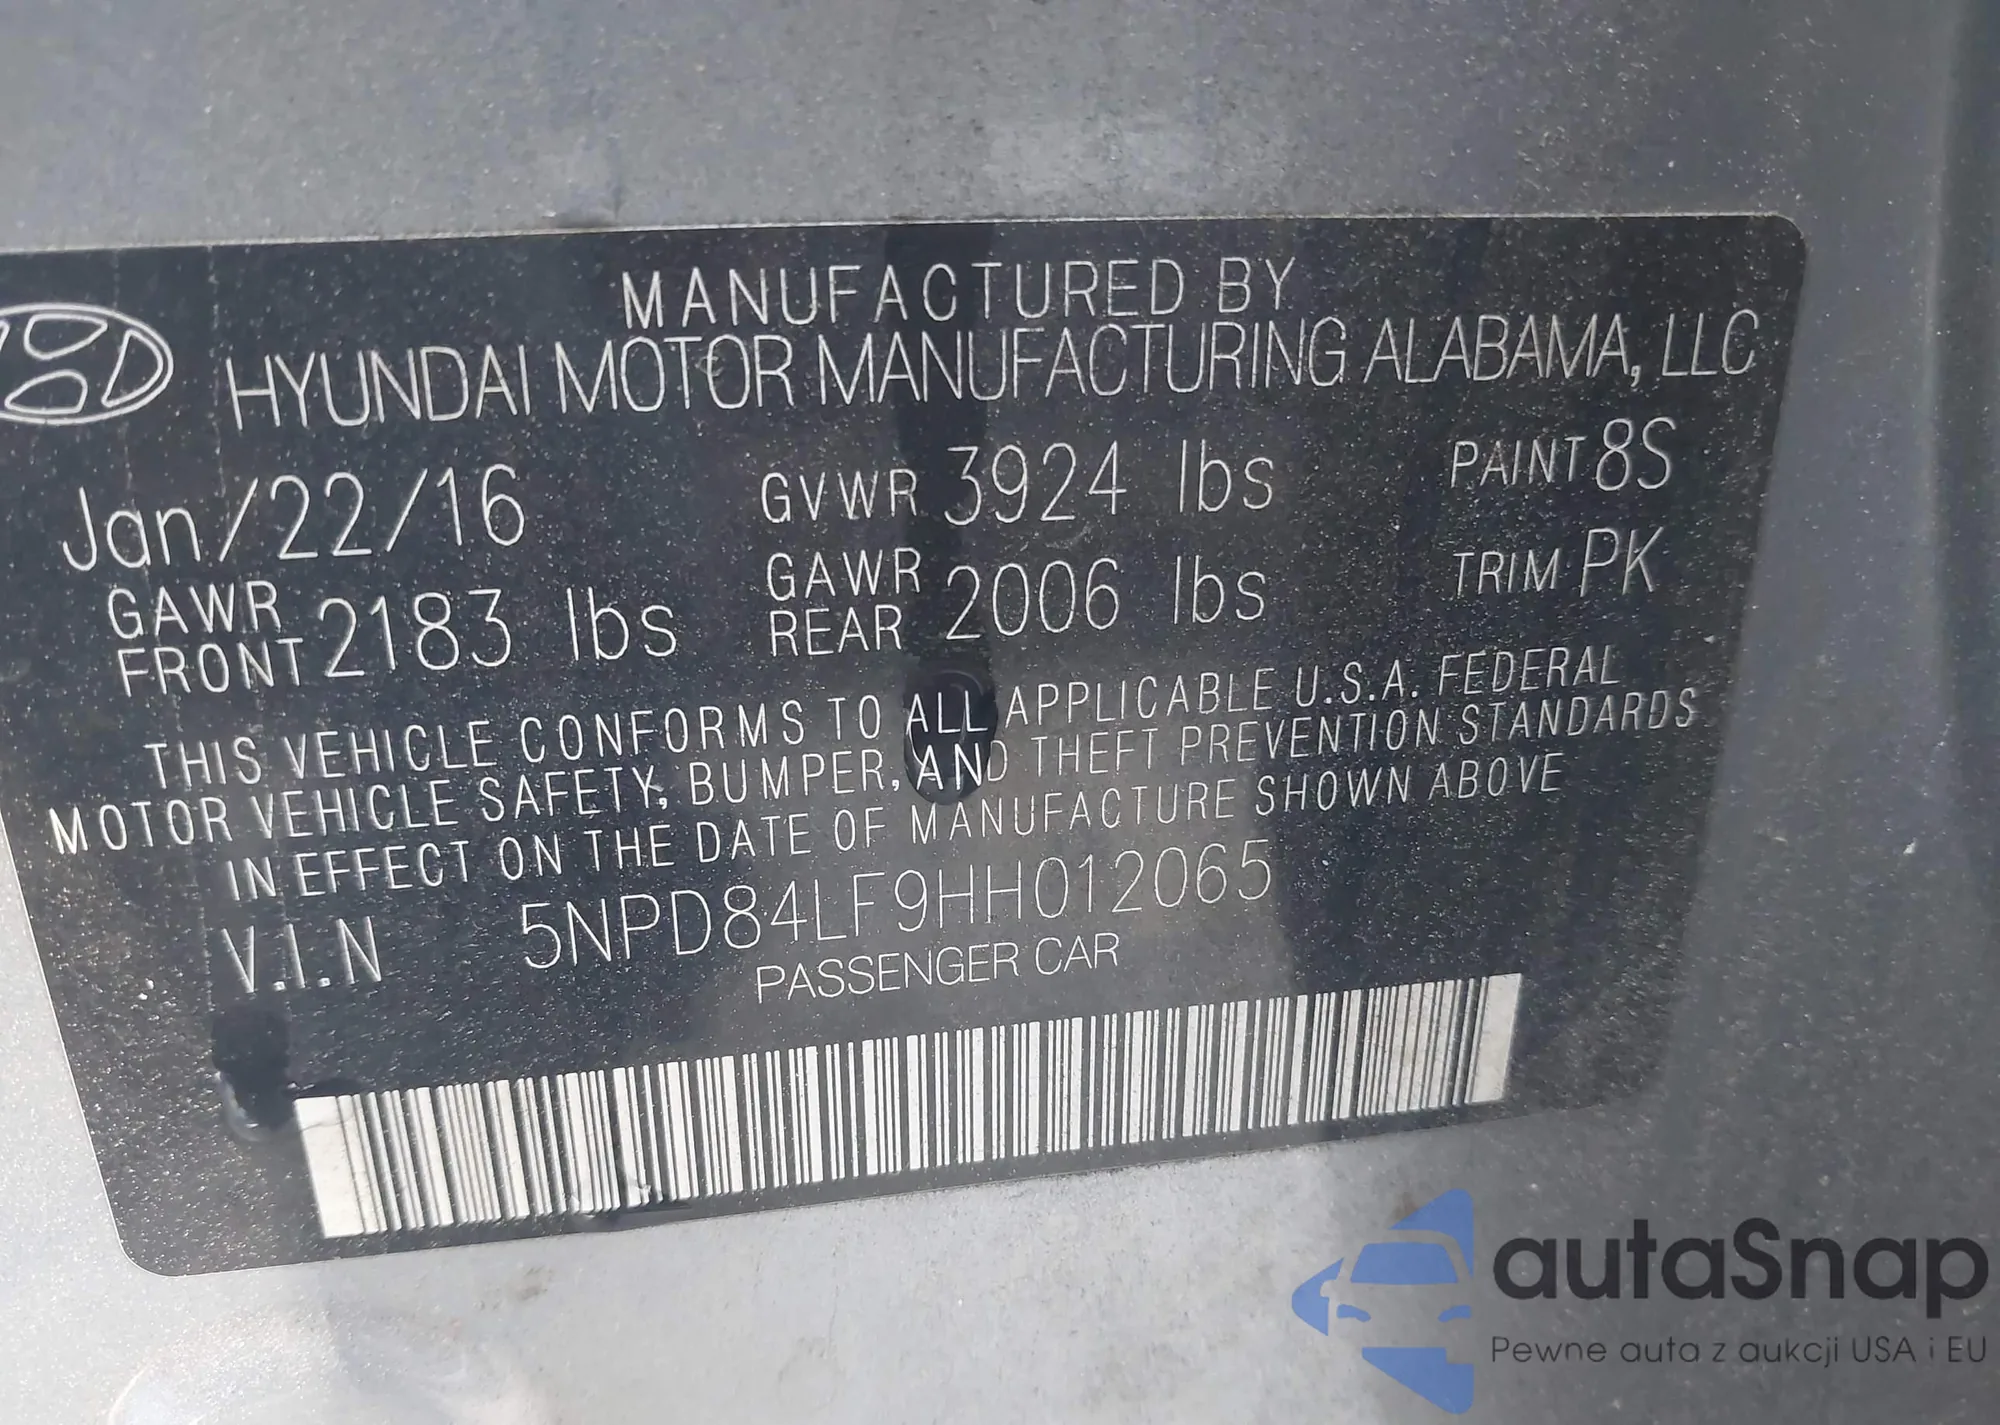 MANUFACTURED BY
HYUNDAI MOTOR MANUFACTURING ALABAMA, LLC
Jan/22/16 GVWR 3924 lbs PAINT 8S
GAWR FRONT 2183 lbs GAWR REAR 2006 lbs TRIM PK
THIS VEHICLE CONFORMS TO ALL APPLICABLE U.S.A. FEDERAL
MOTOR VEHICLE SAFETY, BUMPER, AND THEFT PREVENTION STANDARDS
IN EFFECT ON THE DATE OF MANUFACTURE SHOWN ABOVE
V.I.N 5NPD84LF9HH012065
PASSENGER CAR
autaSnap
Pewne auta z aukcji USA i EU